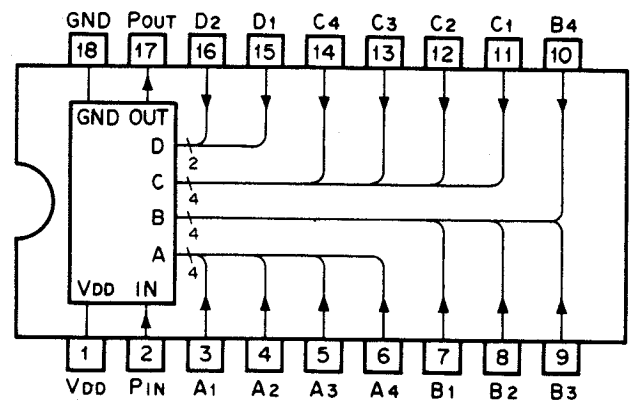 GND POUT D2 D1 C4 C3 C2 C1 B4
18 17 16 15 14 13 12 11 10
GND OUT
D 2
C 4
B 4
A 4
VDD IN
1 2 3 4 5 6 7 8 9
VDD PIN A1 A2 A3 A4 B1 B2 B3